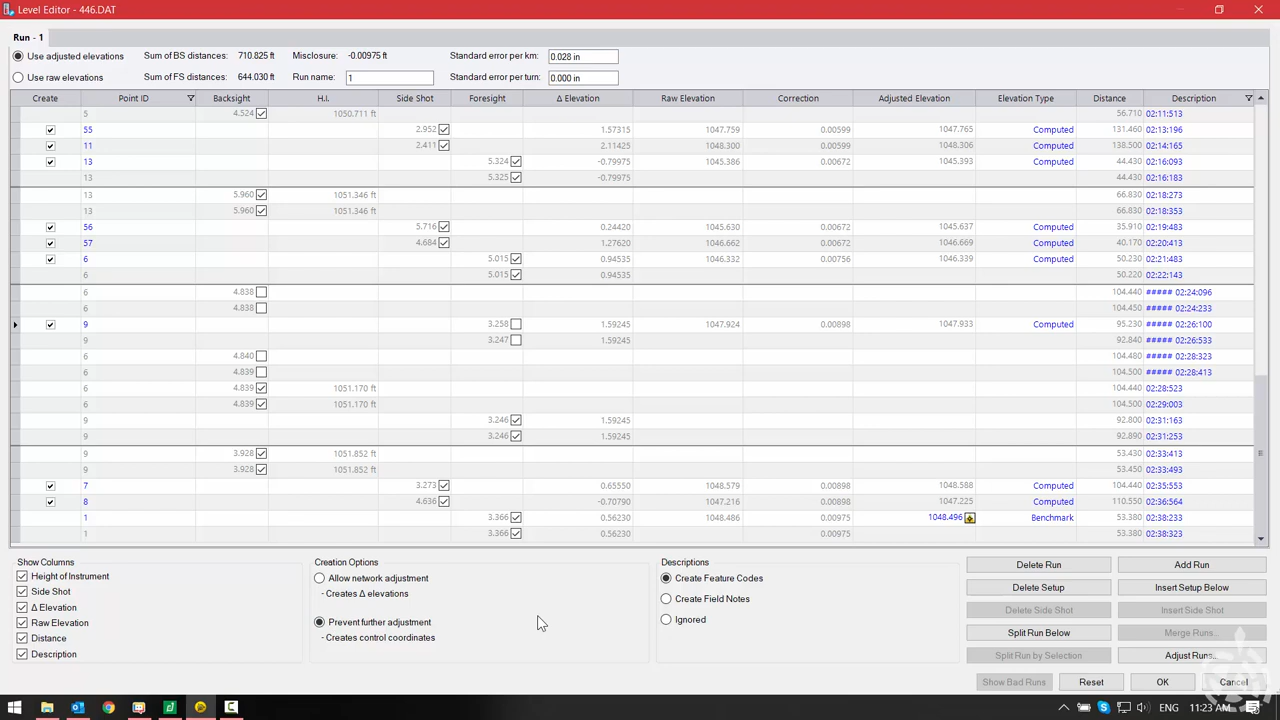 Level Editor - 446.DAT
Run - 1
Use adjusted elevations Sum of BS distances: 710.825 ft Misclosure: -0.00975 ft Standard error per km: 0.028 in
Use raw elevations Sum of FS distances: 644.030 ft Run name: 1 Standard error per turn: 0.000 in
Create Point ID Backsight H.I. Side Shot Foresight Δ Elevation Raw Elevation Correction Adjusted Elevation Elevation Type Distance Description
5 4.524 1050.711 ft 56.710 02:11:513
55 2.952 1.57315 1047.759 0.00599 1047.765 Computed 131.460 02:13:196
11 2.411 2.11425 1048.300 0.00599 1048.306 Computed 138.500 02:14:165
13 5.324 -0.79975 1045.386 0.00672 1045.393 Computed 44.430 02:16:093
13 5.325 -0.79975 44.430 02:16:183
13 5.960 1051.346 ft 66.830 02:18:273
13 5.960 1051.346 ft 66.830 02:18:353
56 5.716 0.24420 1045.630 0.00672 1045.637 Computed 35.910 02:19:483
57 4.684 1.27620 1046.662 0.00672 1046.669 Computed 40.170 02:20:413
6 5.015 0.94535 1046.332 0.00756 1046.339 Computed 50.230 02:21:483
6 5.015 0.94535 50.220 02:22:143
6 4.838 104.440 ##### 02:24:096
6 4.838 104.400 ##### 02:24:233
9 3.258 1.59245 1047.924 0.00898 1047.933 Computed 95.230 ##### 02:26:100
9 3.247 1.59245 92.840 ##### 02:26:533
6 4.840 104.480 ##### 02:28:323
6 4.839 104.500 ##### 02:28:413
6 4.839 1051.170 ft 104.440 02:28:523
6 4.839 1051.170 ft 104.500 02:29:003
9 3.246 1.59245 92.800 02:31:163
9 3.246 1.59245 92.890 02:31:253
9 3.928 1051.852 ft 53.430 02:33:413
9 3.928 1051.852 ft 53.450 02:33:493
7 3.273 0.65550 1048.579 0.00898 1048.588 Computed 104.440 02:35:553
8 4.636 -0.70790 1047.216 0.00898 1047.225 Computed 110.550 02:36:564
1 3.366 0.56230 1048.486 0.00975 1048.496 Benchmark 53.380 02:38:233
1 3.366 0.56230 0.00975 53.380 02:38:323
Show Columns Creation Options Descriptions Delete Run Add Run
Height of Instrument Allow network adjustment Create Feature Codes
Side Shot - Creates Δ elevations Delete Setup Insert Setup Below
Δ Elevation Create Field Notes Delete Side Shot Insert Side Shot
Raw Elevation Prevent further adjustment Ignored Split Run Below Merge Runs...
Distance - Creates control coordinates
Description Split Run by Selection Adjust Runs...
Show Bad Runs Reset OK Cancel
11:23 AM